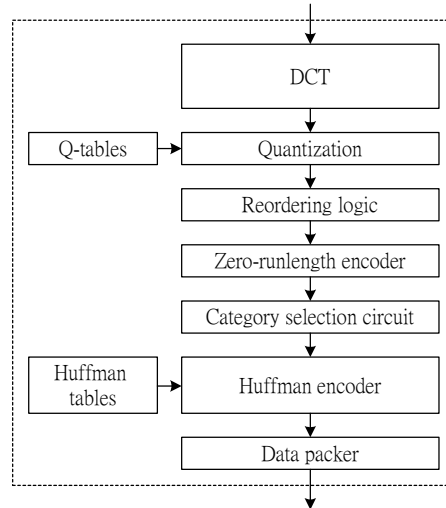 DCT
Q-tables
Quantization
Reordering logic
Zero-runlength encoder
Category selection circuit
Huffman
tables
Huffman encoder
Data packer